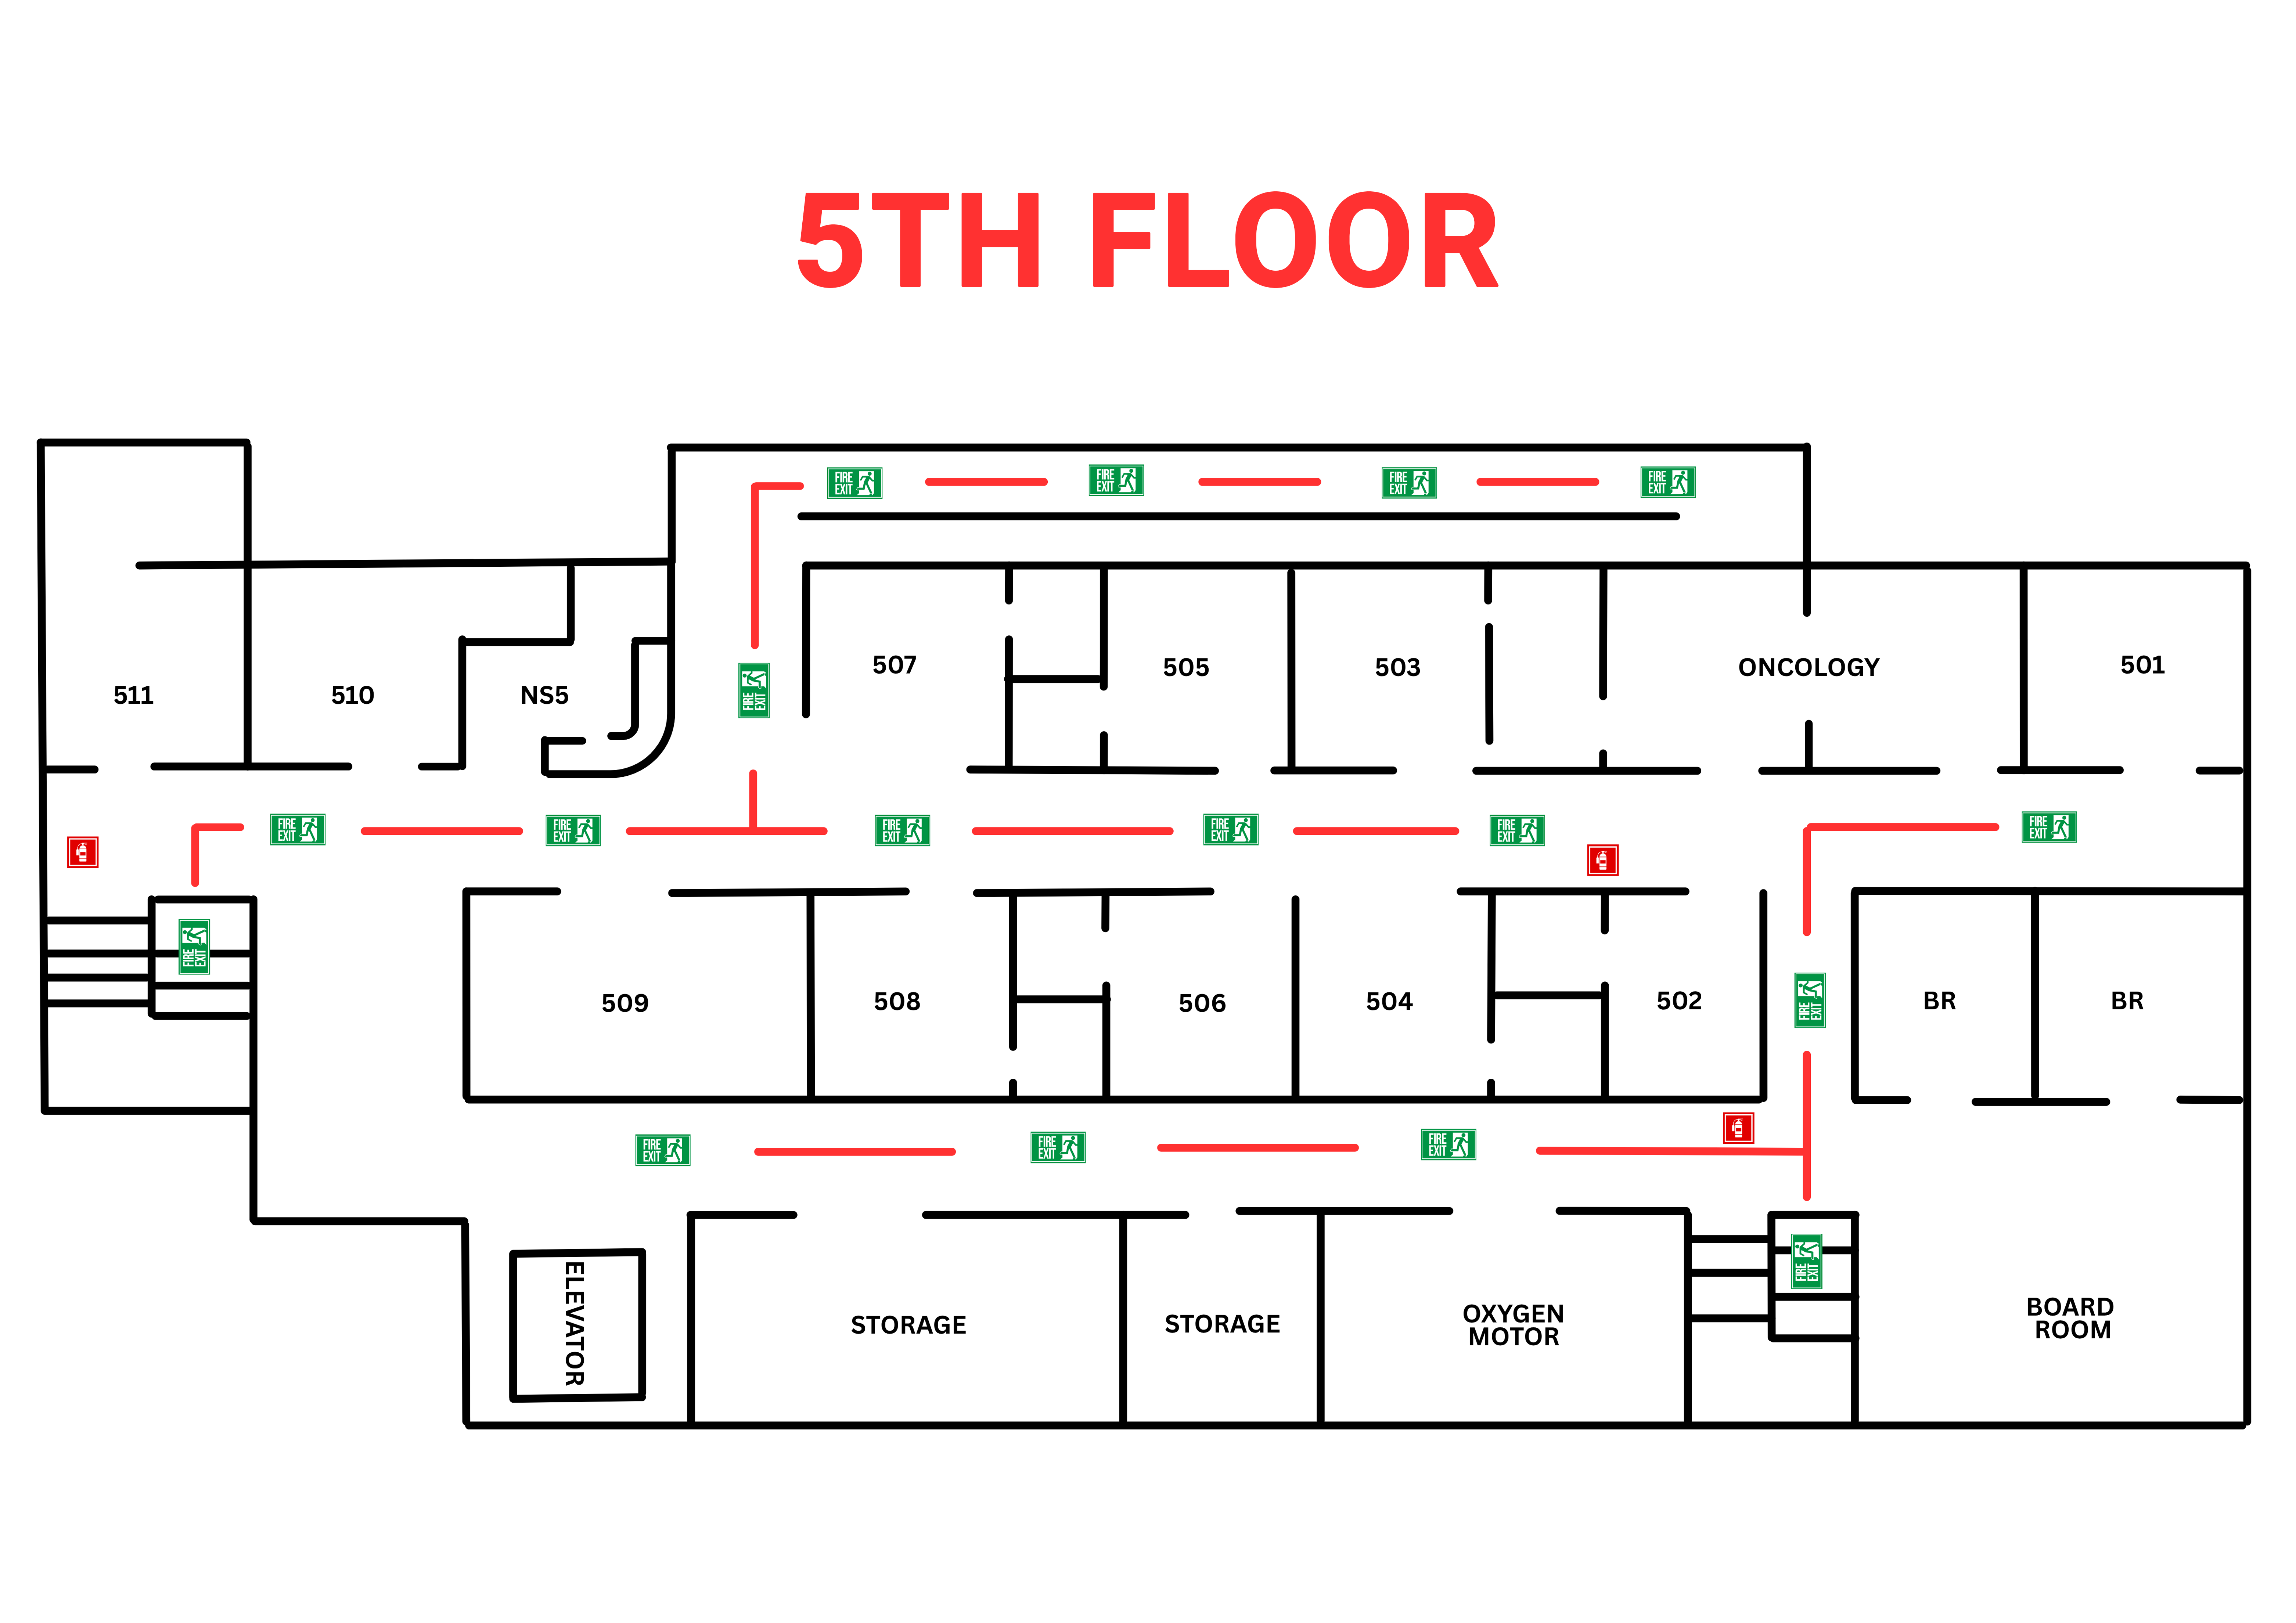 5TH FLOOR
FIRE EXIT
FIRE EXIT
FIRE EXIT
FIRE EXIT
507
505
503
ONCOLOGY
501
511
510
NS5
FIRE EXIT
FIRE EXIT
FIRE EXIT
FIRE EXIT
FIRE EXIT
FIRE EXIT
FIRE EXIT
FIRE EXIT
509
508
506
504
502
FIRE EXIT
BR
BR
FIRE EXIT
FIRE EXIT
FIRE EXIT
ELEVATOR
STORAGE
STORAGE
OXYGEN
MOTOR
FIRE EXIT
BOARD
ROOM